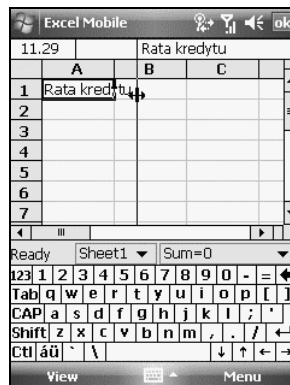 Excel Mobile ok
11.29 Rata kredytu
A B C
1 Rata kredytu
2
3
4
5
6
7
Ready Sheet1 Sum=0
123 1 2 3 4 5 6 7 8 9 0 - =
Tab q w e r t y u i o p [ ]
CAP a s d f g h j k l ; '
Shift z x c v b n m , . /
Ctl áü ` \
View Menu